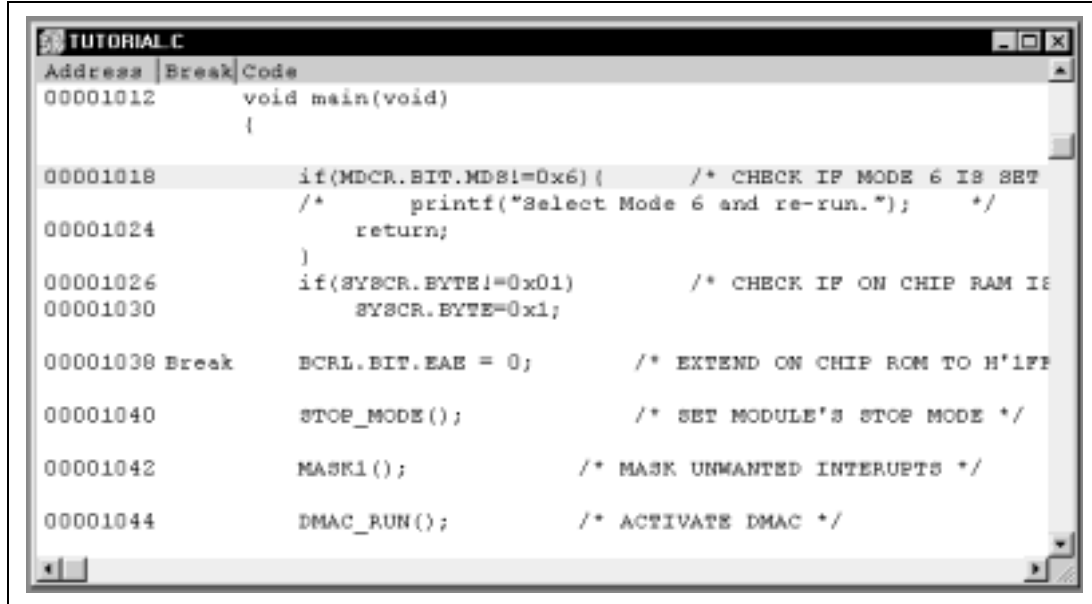 TUTORIAL.C
Address Break Code
00001012 void main(void)
{
00001018 if(MDCR.BIT.MDS!=0x6){ /* CHECK IF MODE 6 IS SET
/* printf("Select Mode 6 and re-run."); */
00001024 return;
}
00001026 if(SYSCR.BYTE!=0x01) /* CHECK IF ON CHIP RAM IS
00001030 SYSCR.BYTE=0x1;
00001038 Break BCRL.BIT.EAE = 0; /* EXTEND ON CHIP ROM TO H'1FF
00001040 STOP_MODE(); /* SET MODULE'S STOP MODE */
00001042 MASK1(); /* MASK UNWANTED INTERUPTS */
00001044 DMAC_RUN(); /* ACTIVATE DMAC */